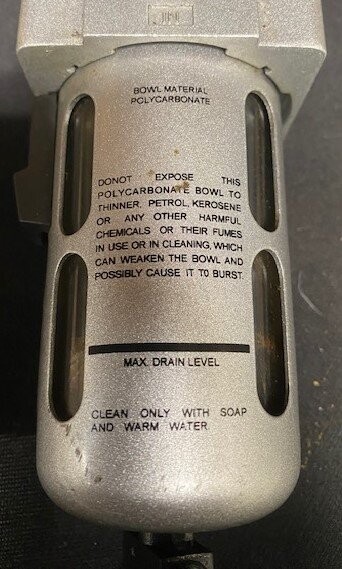 BOWL MATERIAL
POLYCARBONATE
DONOT EXPOSE THIS
POLYCARBONATE BOWL TO
THINNER, PETROL, KEROSENE
OR ANY OTHER HARMFUL
CHEMICALS OR THEIR FUMES
IN USE OR IN CLEANING, WHICH
CAN WEAKEN THE BOWL AND
POSSIBLY CAUSE IT TO BURST.
MAX. DRAIN LEVEL
CLEAN ONLY WITH SOAP
AND WARM WATER